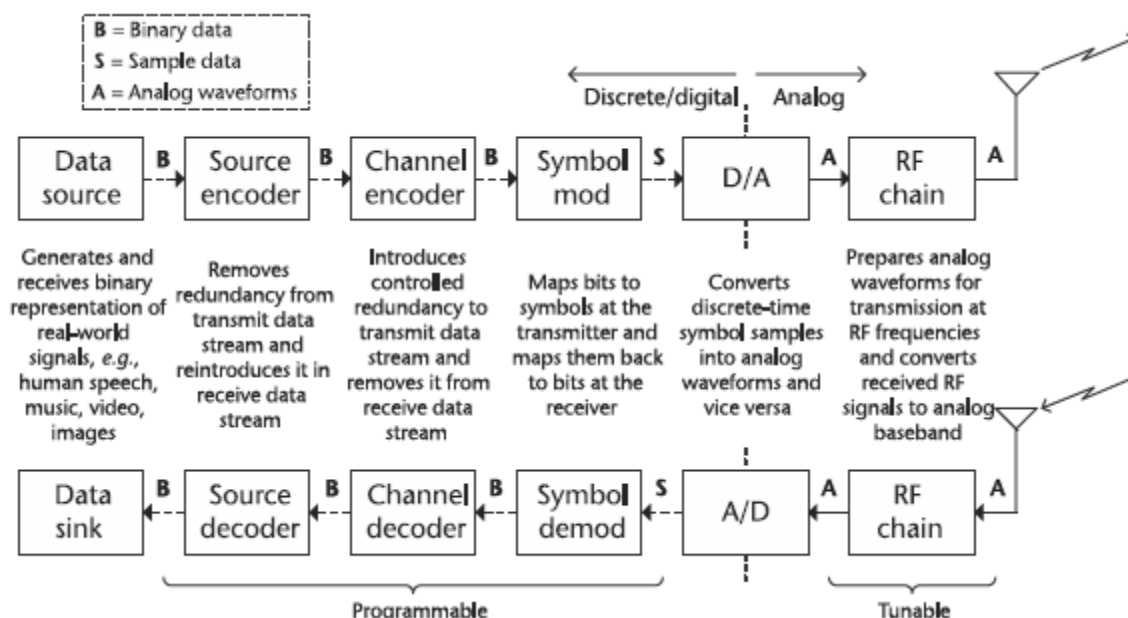 B = Binary data
S = Sample data
A = Analog waveforms
Discrete/digital
Analog
Data
source
B
Source
encoder
B
Channel
encoder
B
Symbol
mod
S
D/A
A
RF
chain
A
Generates and
receives binary
representation of
real-world
signals, e.g.,
human speech,
music, video,
images
Removes
redundancy from
transmit data
stream and
reintroduces it in
receive data
stream
Introduces
controlled
redundancy to
transmit data
stream and
removes it from
receive data
stream
Maps bits to
symbols at the
transmitter and
maps them back
to bits at the
receiver
Converts
discrete-time
symbol samples
into analog
waveforms and
vice versa
Prepares analog
waveforms for
transmission at
RF frequencies
and converts
received RF
signals to analog
baseband
Data
sink
B
Source
decoder
B
Channel
decoder
B
Symbol
demod
S
A/D
A
RF
chain
A
Programmable
Tunable